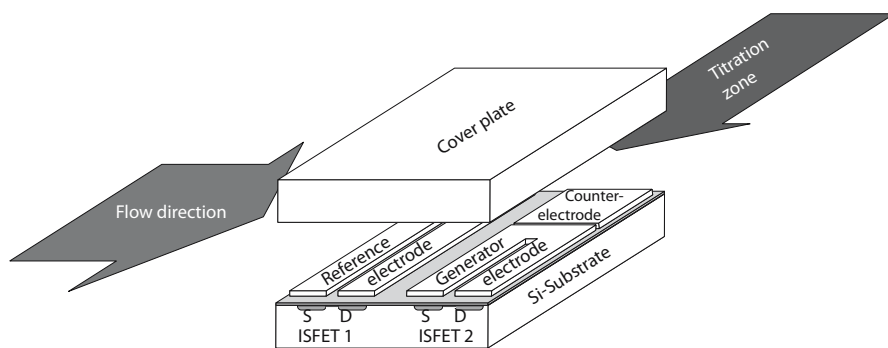 Titration
zone
Cover plate
Flow direction
Counter-
electrode
Reference
electrode
Generator
electrode
Si-Substrate
S D S D
ISFET 1 ISFET 2